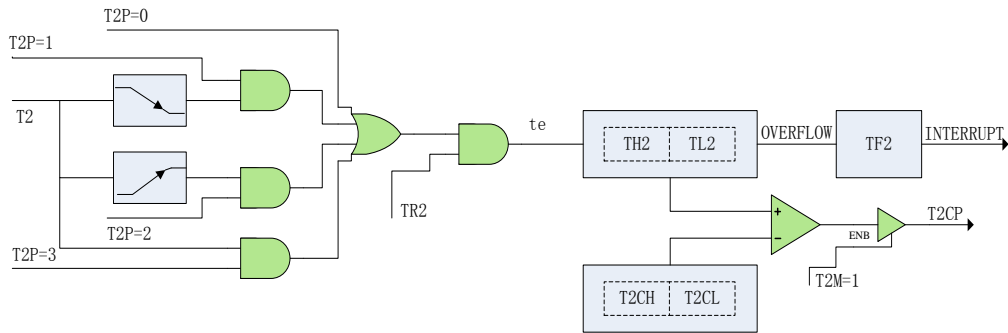 T2P=0
T2P=1
T2
T2P=2
T2P=3
TR2
te
TH2 TL2
OVERFLOW
TF2
INTERRUPT
+
−
ENB
T2CP
T2M=1
T2CH T2CL